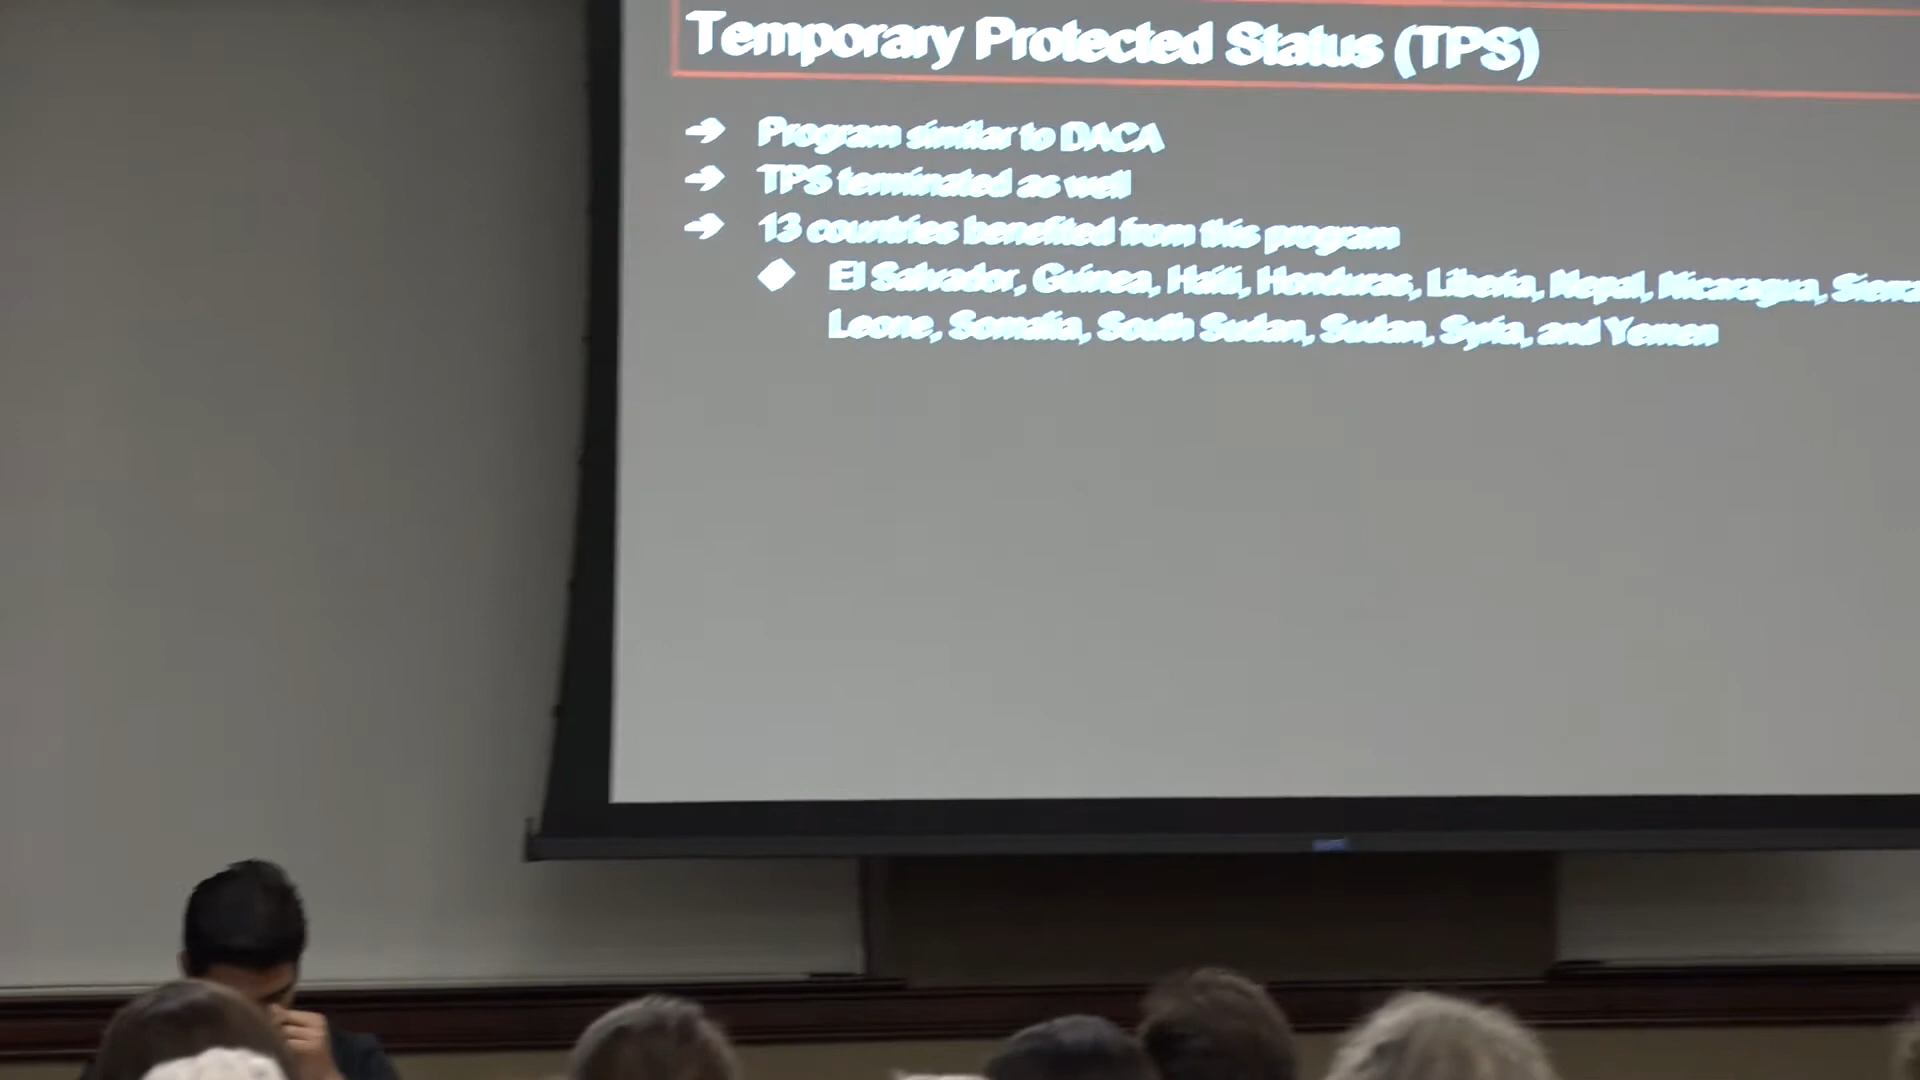 Temporary Protected Status (TPS)
➔ Program similar to DACA
➔ TPS terminated as well
➔ 13 countries benefited from this program
◆ El Salvador, Guinea, Haiti, Honduras, Liberia, Nepal, Nicaragua, Sierra
Leone, Somalia, South Sudan, Sudan, Syria, and Yemen